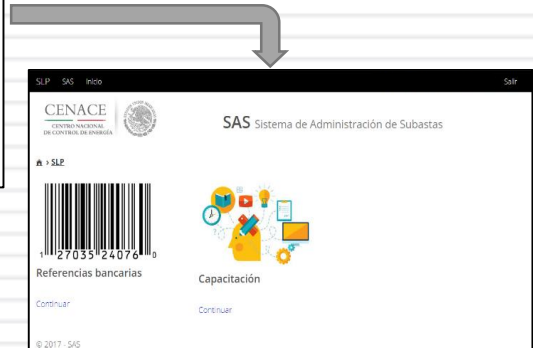 SLP SAS Inicio Salir
CENACE
CENTRO NACIONAL
DE CONTROL DE ENERGÍA
SAS Sistema de Administración de Subastas
> SLP
1 27035 24076 0
Referencias bancarias
Capacitación
Continuar
Continuar
© 2017 - SAS